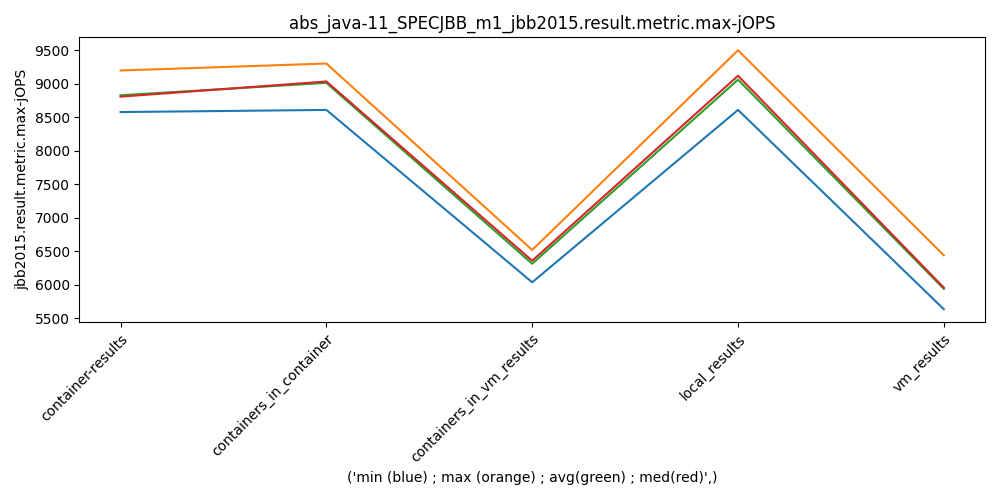 abs_java-11_SPECJBB_m1_jbb2015.result.metric.max-jOPS
jbb2015.result.metric.max-jOPS
9500
9000
8500
8000
7500
7000
6500
6000
5500
container-results
containers_in_container
containers_in_vm_results
local_results
vm_results
('min (blue) ; max (orange) ; avg(green) ; med(red)',)